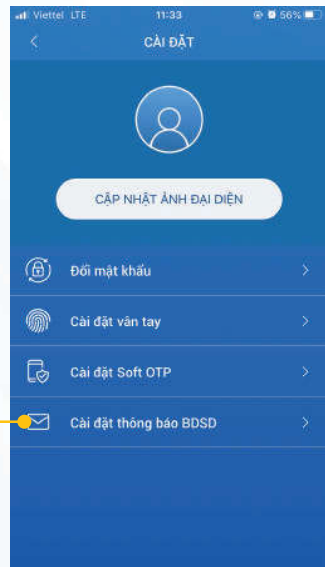 Viettel LTE 11:33 56%
CÀI ĐẶT
CẬP NHẬT ẢNH ĐẠI DIỆN
Đổi mật khẩu
Cài đặt vân tay
Cài đặt Soft OTP
Cài đặt thông báo BDSD